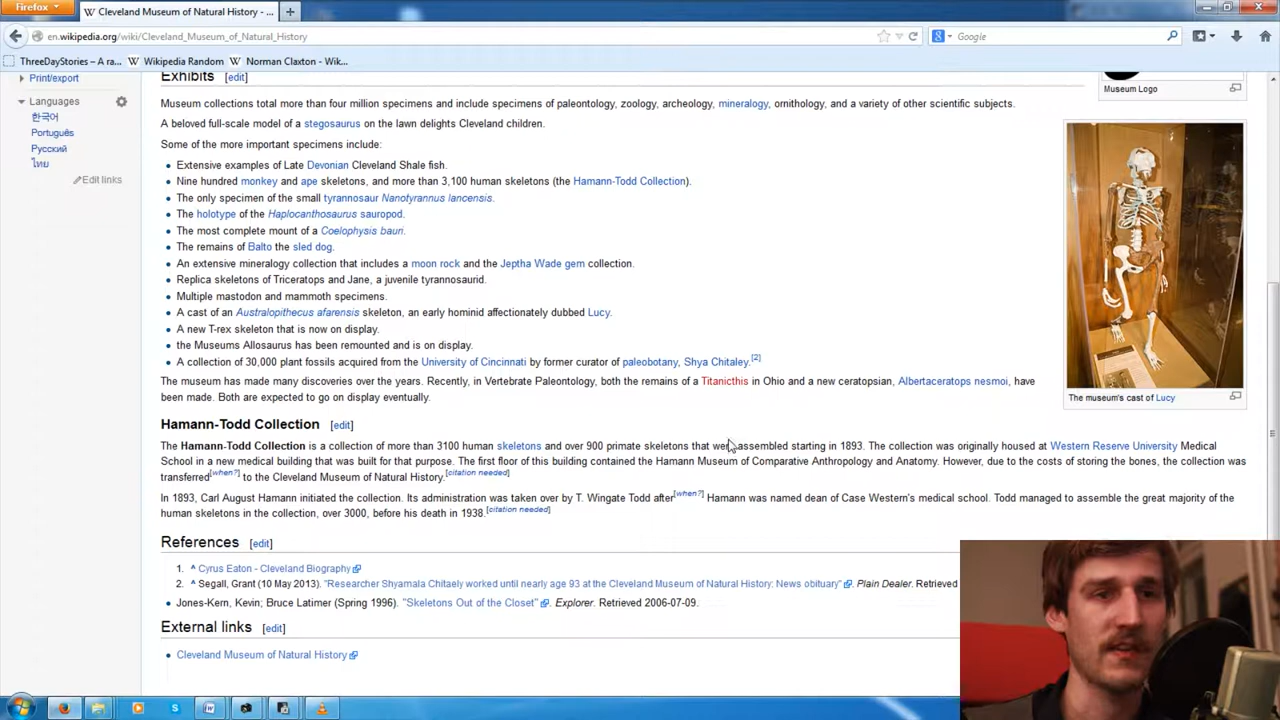 Firefox
Cleveland Museum of Natural History - ...
en.wikipedia.org/wiki/Cleveland_Museum_of_Natural_History
Google
ThreeDayStories – A ra...
Wikipedia Random
Norman Claxton - Wik...
Print/export
Languages
한국어
Português
Русский
ไทย
Edit links
Exhibits [edit]
Museum collections total more than four million specimens and include specimens of paleontology, zoology, archeology, mineralogy, ornithology, and a variety of other scientific subjects.
A beloved full-scale model of a stegosaurus on the lawn delights Cleveland children.
Some of the more important specimens include:
Extensive examples of Late Devonian Cleveland Shale fish.
Nine hundred monkey and ape skeletons, and more than 3,100 human skeletons (the Hamann-Todd Collection).
The only specimen of the small tyrannosaur Nanotyrannus lancensis.
The holotype of the Haplocanthosaurus sauropod.
The most complete mount of a Coelophysis bauri.
The remains of Balto the sled dog.
An extensive mineralogy collection that includes a moon rock and the Jeptha Wade gem collection.
Replica skeletons of Triceratops and Jane, a juvenile tyrannosaurid.
Multiple mastodon and mammoth specimens.
A cast of an Australopithecus afarensis skeleton, an early hominid affectionately dubbed Lucy.
A new T-rex skeleton that is now on display.
the Museums Allosaurus has been remounted and is on display.
A collection of 30,000 plant fossils acquired from the University of Cincinnati by former curator of paleobotany, Shya Chitaley.[2]
The museum has made many discoveries over the years. Recently, in Vertebrate Paleontology, both the remains of a Titanicthis in Ohio and a new ceratopsian, Albertaceratops nesmoi, have
been made. Both are expected to go on display eventually.
Museum Logo
The museum's cast of Lucy
Hamann-Todd Collection [edit]
The Hamann-Todd Collection is a collection of more than 3100 human skeletons and over 900 primate skeletons that were assembled starting in 1893. The collection was originally housed at Western Reserve University Medical
School in a new medical building that was built for that purpose. The first floor of this building contained the Hamann Museum of Comparative Anthropology and Anatomy. However, due to the costs of storing the bones, the collection was
transferred[when?] to the Cleveland Museum of Natural History.[citation needed]
In 1893, Carl August Hamann initiated the collection. Its administration was taken over by T. Wingate Todd after[when?] Hamann was named dean of Case Western's medical school. Todd managed to assemble the great majority of the
human skeletons in the collection, over 3000, before his death in 1938.[citation needed]
References [edit]
1. ^ Cyrus Eaton - Cleveland Biography
2. ^ Segall, Grant (10 May 2013). "Researcher Shyamala Chitaely worked until nearly age 93 at the Cleveland Museum of Natural History: News obituary". Plain Dealer. Retrieved
Jones-Kern, Kevin; Bruce Latimer (Spring 1996). "Skeletons Out of the Closet". Explorer. Retrieved 2006-07-09.
External links [edit]
Cleveland Museum of Natural History